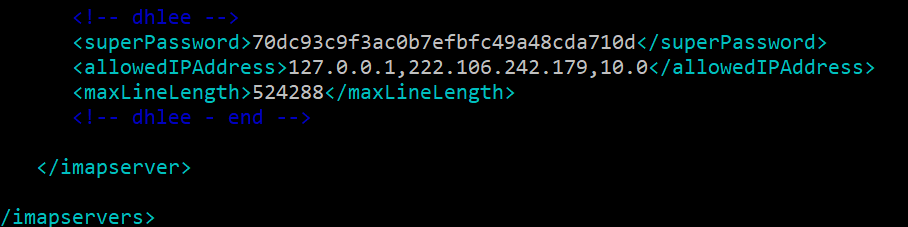 <!-- dhlee -->
<superPassword>70dc93c9f3ac0b7efbfc49a48cda710d</superPassword>
<allowedIPAddress>127.0.0.1,222.106.242.179,10.0</allowedIPAddress>
<maxLineLength>524288</maxLineLength>
<!-- dhlee - end -->
</imapserver>
/imapservers>